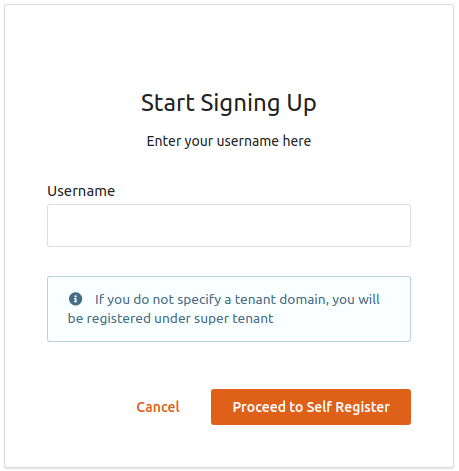 Start Signing Up
Enter your username here
Username
If you do not specify a tenant domain, you will
be registered under super tenant
Cancel
Proceed to Self Register